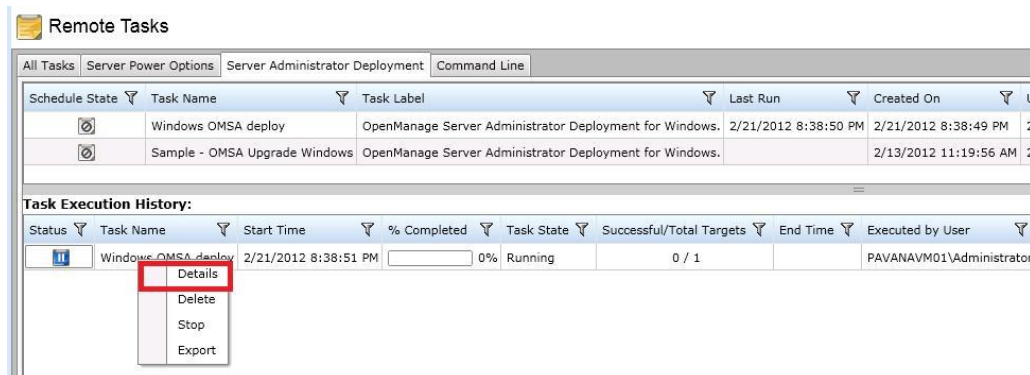 Remote Tasks
All Tasks Server Power Options Server Administrator Deployment Command Line
Schedule State Task Name Task Label Last Run Created On
Windows OMSA deploy OpenManage Server Administrator Deployment for Windows. 2/21/2012 8:38:50 PM 2/21/2012 8:38:49 PM
Sample - OMSA Upgrade Windows OpenManage Server Administrator Deployment for Windows. 2/13/2012 11:19:56 AM
Task Execution History:
Status Task Name Start Time % Completed Task State Successful/Total Targets End Time Executed by User
Windows OMSA deploy 2/21/2012 8:38:51 PM 0% Running 0 / 1 PAVANAVM01\Administrator
Details
Delete
Stop
Export